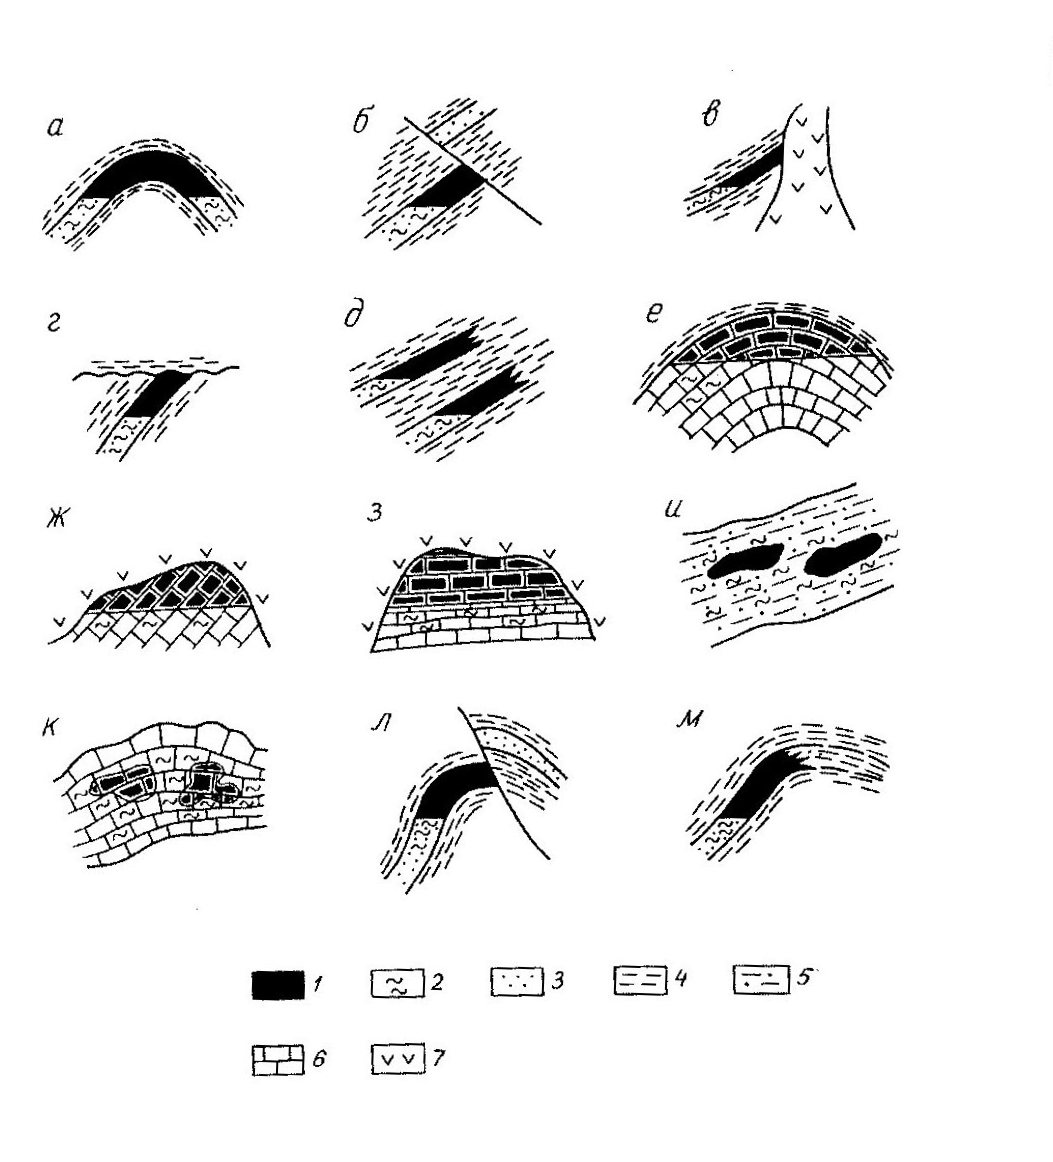 а б в
г д е
ж з и
к л м
1 2 3 4 5
6 7